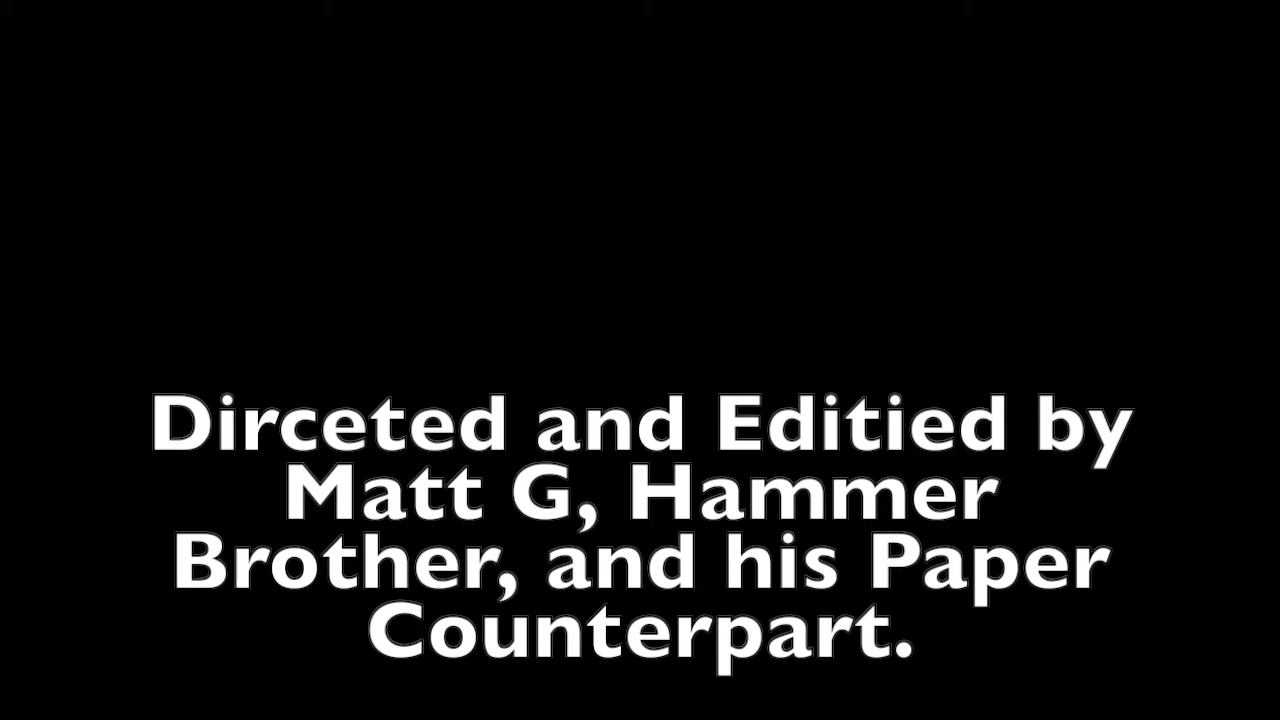 Dirceted and Editied by
Matt G, Hammer
Brother, and his Paper
Counterpart.